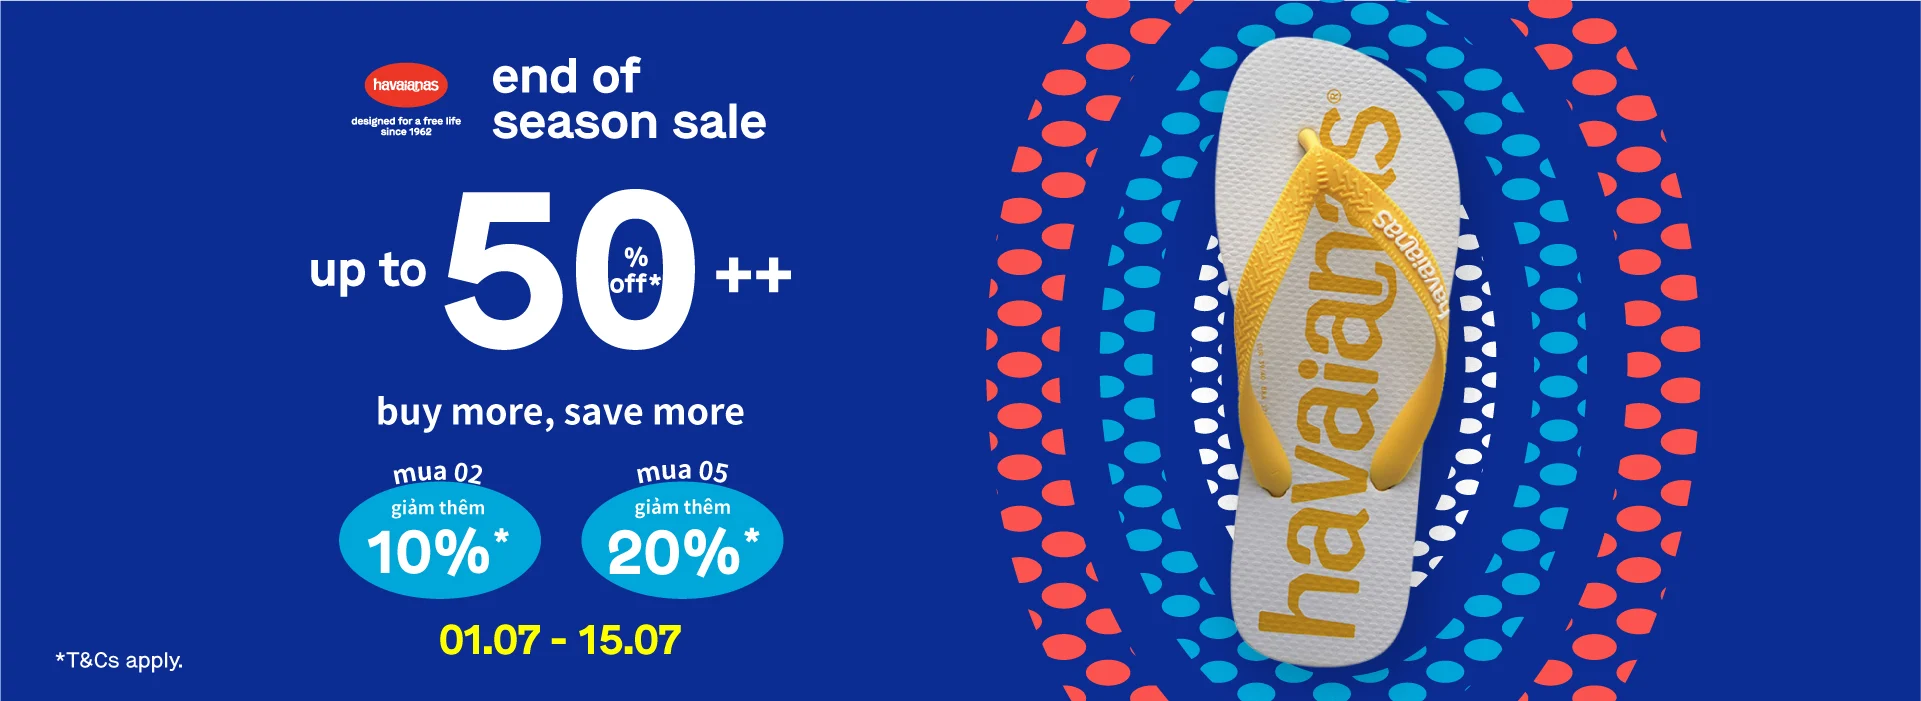 havaianas
designed for a free life
since 1962
end of
season sale
up to 50 ++
%
off*
buy more, save more
mua 02
giảm thêm
10%*
mua 05
giảm thêm
20%*
01.07 - 15.07
*T&Cs apply.
havaianas®
havaianas